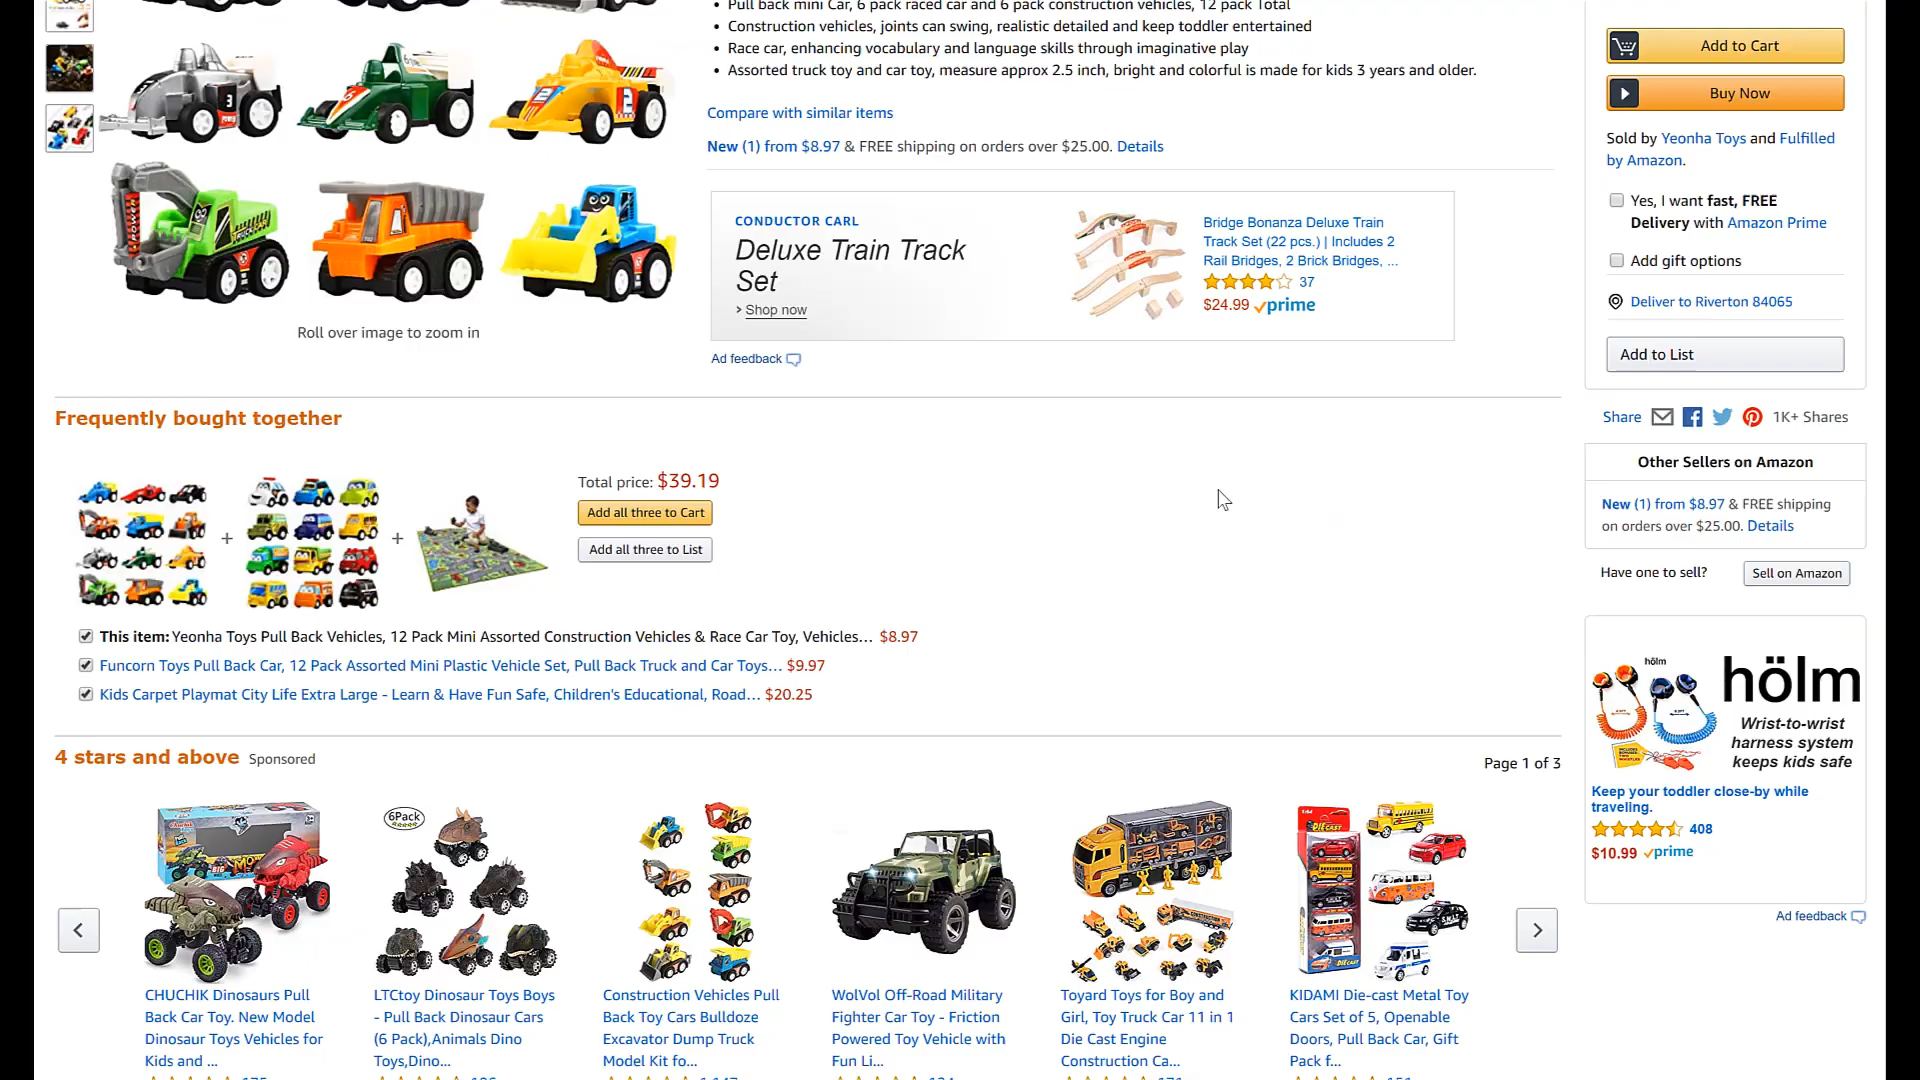 Pull back mini Car, 6 pack raced car and 6 pack construction vehicles, 12 pack Total
Construction vehicles, joints can swing, realistic detailed and keep toddler entertained
Race car, enhancing vocabulary and language skills through imaginative play
Assorted truck toy and car toy, measure approx 2.5 inch, bright and colorful is made for kids 3 years and older.
Compare with similar items
New (1) from $8.97 & FREE shipping on orders over $25.00. Details
CONDUCTOR CARL
Deluxe Train Track
Set
› Shop now
Bridge Bonanza Deluxe Train
Track Set (22 pcs.) | Includes 2
Rail Bridges, 2 Brick Bridges, ...
37
$24.99 prime
Ad feedback
Roll over image to zoom in
Add to Cart
Buy Now
Sold by Yeonha Toys and Fulfilled
by Amazon.
Yes, I want fast, FREE
Delivery with Amazon Prime
Add gift options
Deliver to Riverton 84065
Add to List
Share 1K+ Shares
Other Sellers on Amazon
New (1) from $8.97 & FREE shipping
on orders over $25.00. Details
Have one to sell? Sell on Amazon
Frequently bought together
+
+
Total price: $39.19
Add all three to Cart
Add all three to List
This item: Yeonha Toys Pull Back Vehicles, 12 Pack Mini Assorted Construction Vehicles & Race Car Toy, Vehicles… $8.97
Funcorn Toys Pull Back Car, 12 Pack Assorted Mini Plastic Vehicle Set, Pull Back Truck and Car Toys… $9.97
Kids Carpet Playmat City Life Extra Large - Learn & Have Fun Safe, Children's Educational, Road… $20.25
hölm
hölm
Wrist-to-wrist
harness system
keeps kids safe
Keep your toddler close-by while
traveling.
408
$10.99 prime
Ad feedback
4 stars and above Sponsored
Page 1 of 3
6Pack
DIECAST
CHUCHIK Dinosaurs Pull
Back Car Toy. New Model
Dinosaur Toys Vehicles for
Kids and ...
LTCtoy Dinosaur Toys Boys
- Pull Back Dinosaur Cars
(6 Pack),Animals Dino
Toys,Dino...
Construction Vehicles Pull
Back Toy Cars Bulldoze
Excavator Dump Truck
Model Kit fo...
WolVol Off-Road Military
Fighter Car Toy - Friction
Powered Toy Vehicle with
Fun Li...
Toyard Toys for Boy and
Girl, Toy Truck Car 11 in 1
Die Cast Engine
Construction Ca...
KIDAMI Die-cast Metal Toy
Cars Set of 5, Openable
Doors, Pull Back Car, Gift
Pack f...